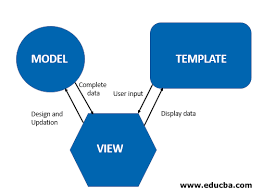 MODEL
TEMPLATE
Complete
data
User input
Design and
Updation
Display data
VIEW
www.educba.com